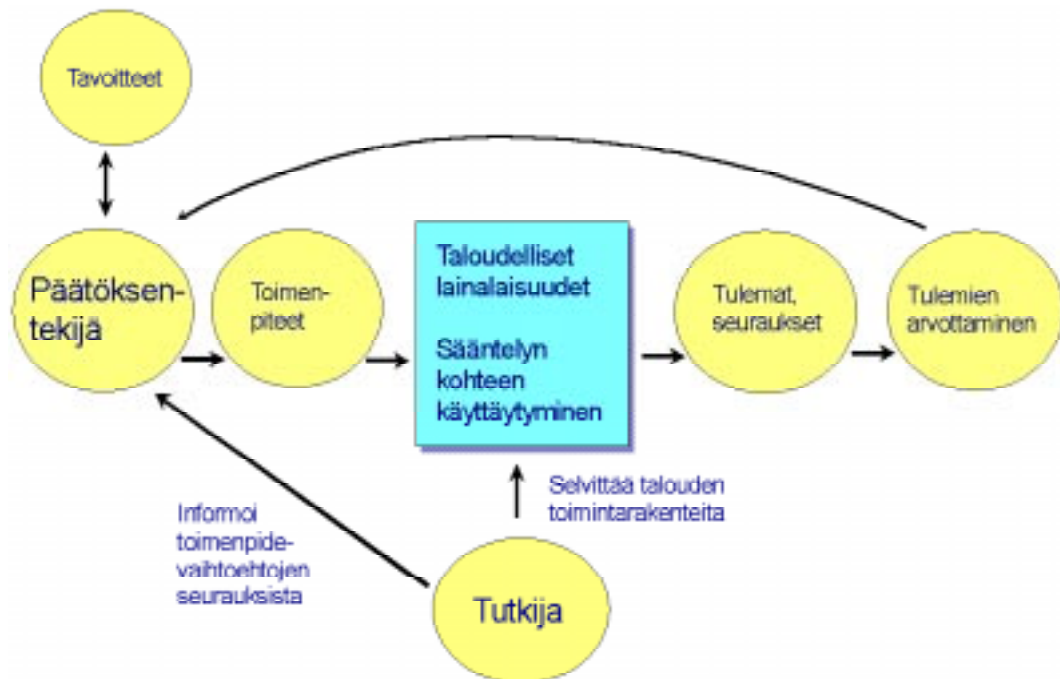 Tavoitteet
Päätöksen-
tekijä
Toimen-
piteet
Taloudelliset
lainalaisuudet
Sääntelyn
kohteen
käyttäytyminen
Tulemat,
seuraukset
Tulemien
arvottaminen
Informoi
toimenpide-
vaihtoehtojen
seurauksista
Selvittää talouden
toimintarakenteita
Tutkija